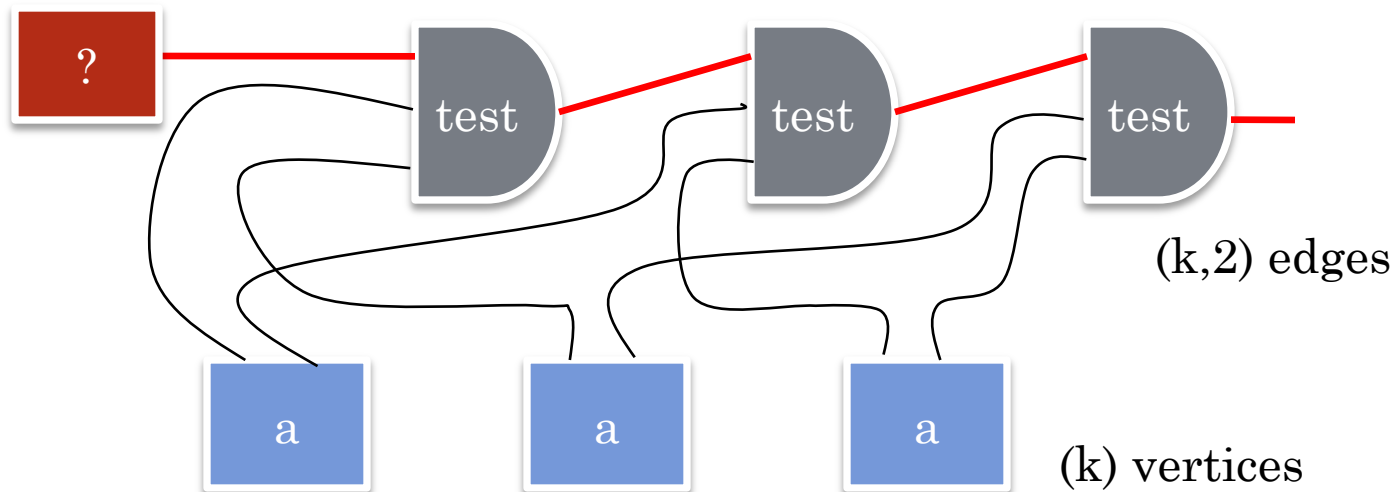 ?
test
test
test
(k,2) edges
a
a
a
(k) vertices